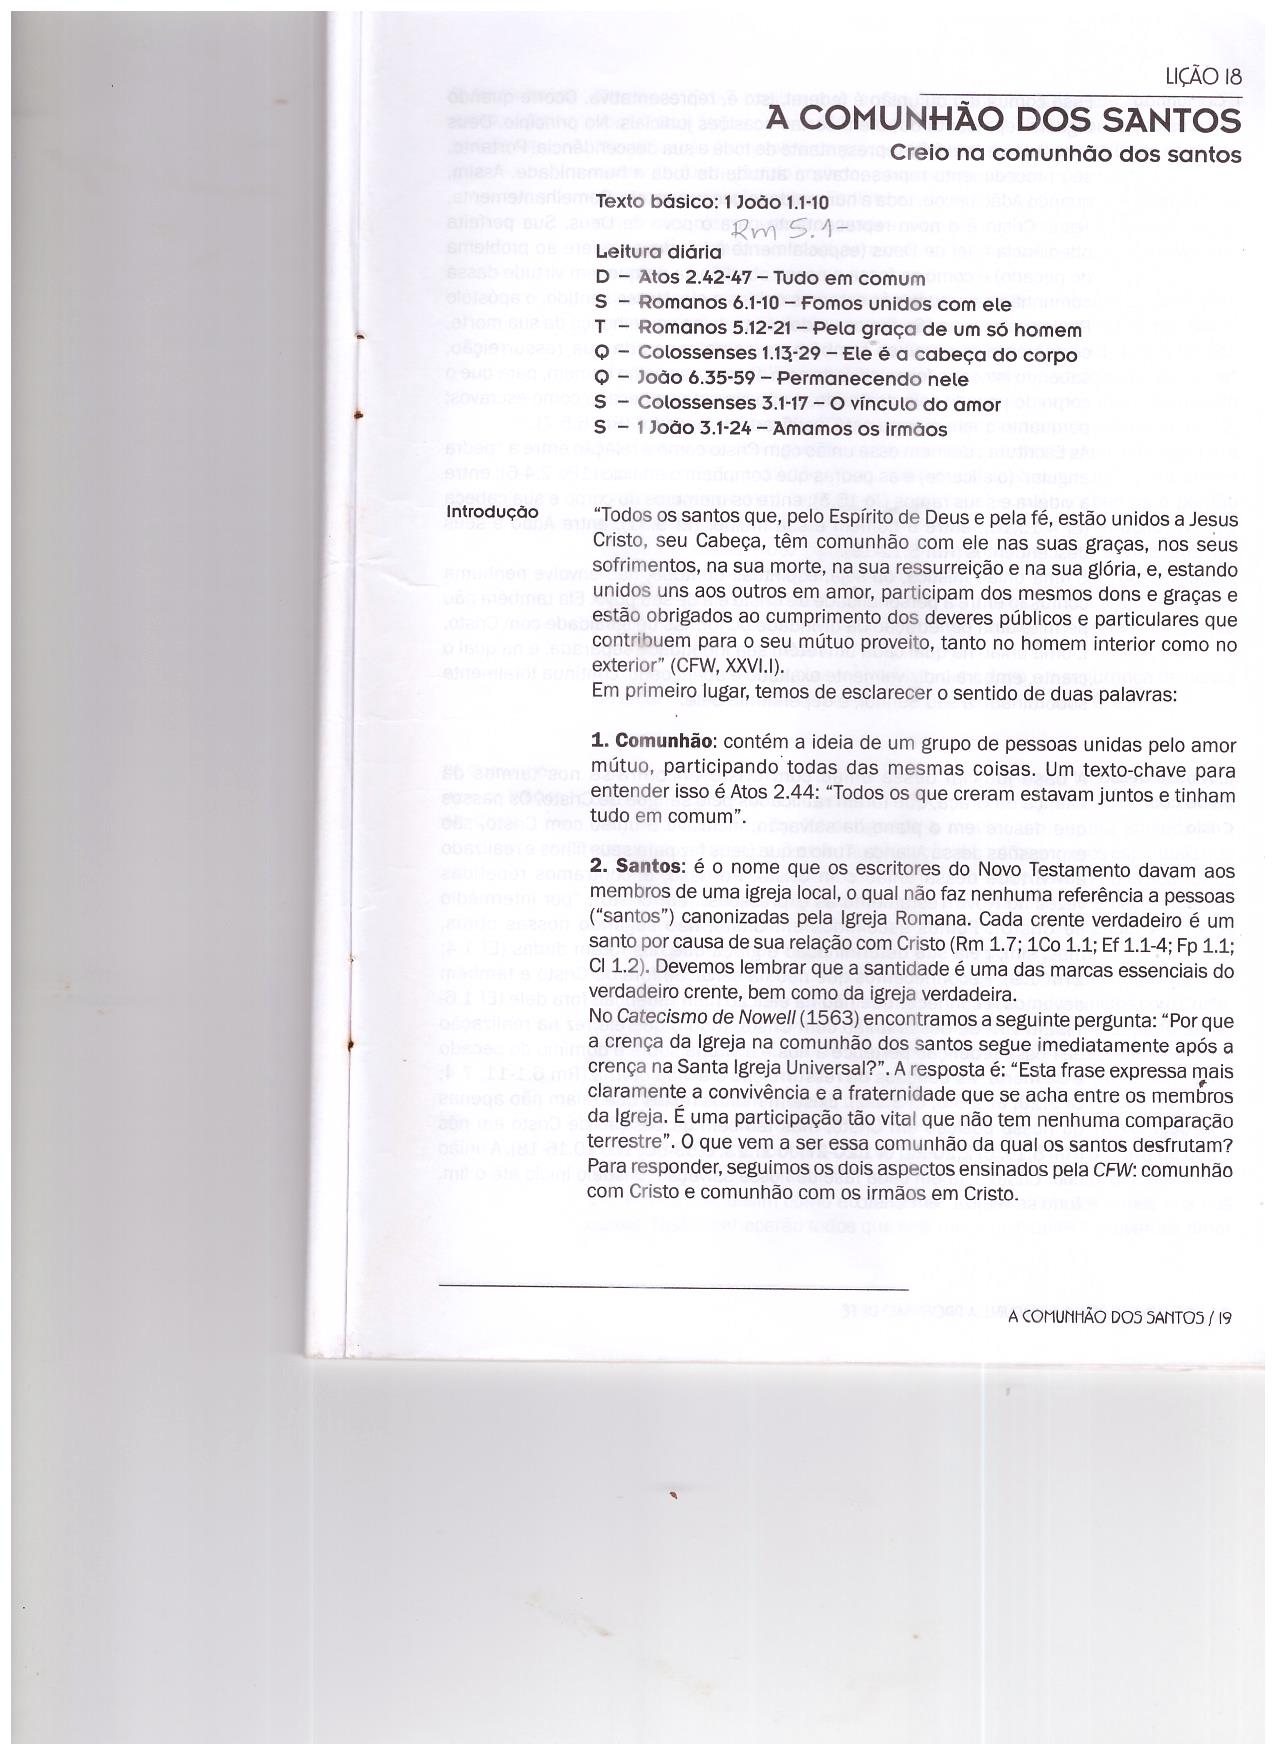 LIÇÃO 18
A COMUNHÃO DOS SANTOS
Creio na comunhão dos santos
Texto básico: 1 João 1.1-10
Rm 5.1-
Leitura diária
D – Atos 2.42-47 – Tudo em comum
S – Romanos 6.1-10 – Fomos unidos com ele
T – Romanos 5.12-21 – Pela graça de um só homem
Q – Colossenses 1.13-29 – Ele é a cabeça do corpo
Q – João 6.35-59 – Permanecendo nele
S – Colossenses 3.1-17 – O vínculo do amor
S – 1 João 3.1-24 – Amamos os irmãos
Introdução
“Todos os santos que, pelo Espírito de Deus e pela fé, estão unidos a Jesus
Cristo, seu Cabeça, têm comunhão com ele nas suas graças, nos seus
sofrimentos, na sua morte, na sua ressurreição e na sua glória, e, estando
unidos uns aos outros em amor, participam dos mesmos dons e graças e
estão obrigados ao cumprimento dos deveres públicos e particulares que
contribuem para o seu mútuo proveito, tanto no homem interior como no
exterior” (CFW, XXVI.I).
Em primeiro lugar, temos de esclarecer o sentido de duas palavras:
1. Comunhão: contém a ideia de um grupo de pessoas unidas pelo amor
mútuo, participando todas das mesmas coisas. Um texto-chave para
entender isso é Atos 2.44: “Todos os que creram estavam juntos e tinham
tudo em comum”.
2. Santos: é o nome que os escritores do Novo Testamento davam aos
membros de uma igreja local, o qual não faz nenhuma referência a pessoas
(“santos”) canonizadas pela Igreja Romana. Cada crente verdadeiro é um
santo por causa de sua relação com Cristo (Rm 1.7; 1Co 1.1; Ef 1.1-4; Fp 1.1;
Cl 1.2). Devemos lembrar que a santidade é uma das marcas essenciais do
verdadeiro crente, bem como da igreja verdadeira.
No Catecismo de Nowell (1563) encontramos a seguinte pergunta: “Por que
a crença da Igreja na comunhão dos santos segue imediatamente após a
crença na Santa Igreja Universal?”. A resposta é: “Esta frase expressa mais
claramente a convivência e a fraternidade que se acha entre os membros
da Igreja. É uma participação tão vital que não tem nenhuma comparação
terrestre”. O que vem a ser essa comunhão da qual os santos desfrutam?
Para responder, seguimos os dois aspectos ensinados pela CFW: comunhão
com Cristo e comunhão com os irmãos em Cristo.
A COMUNHÃO DOS SANTOS / 19